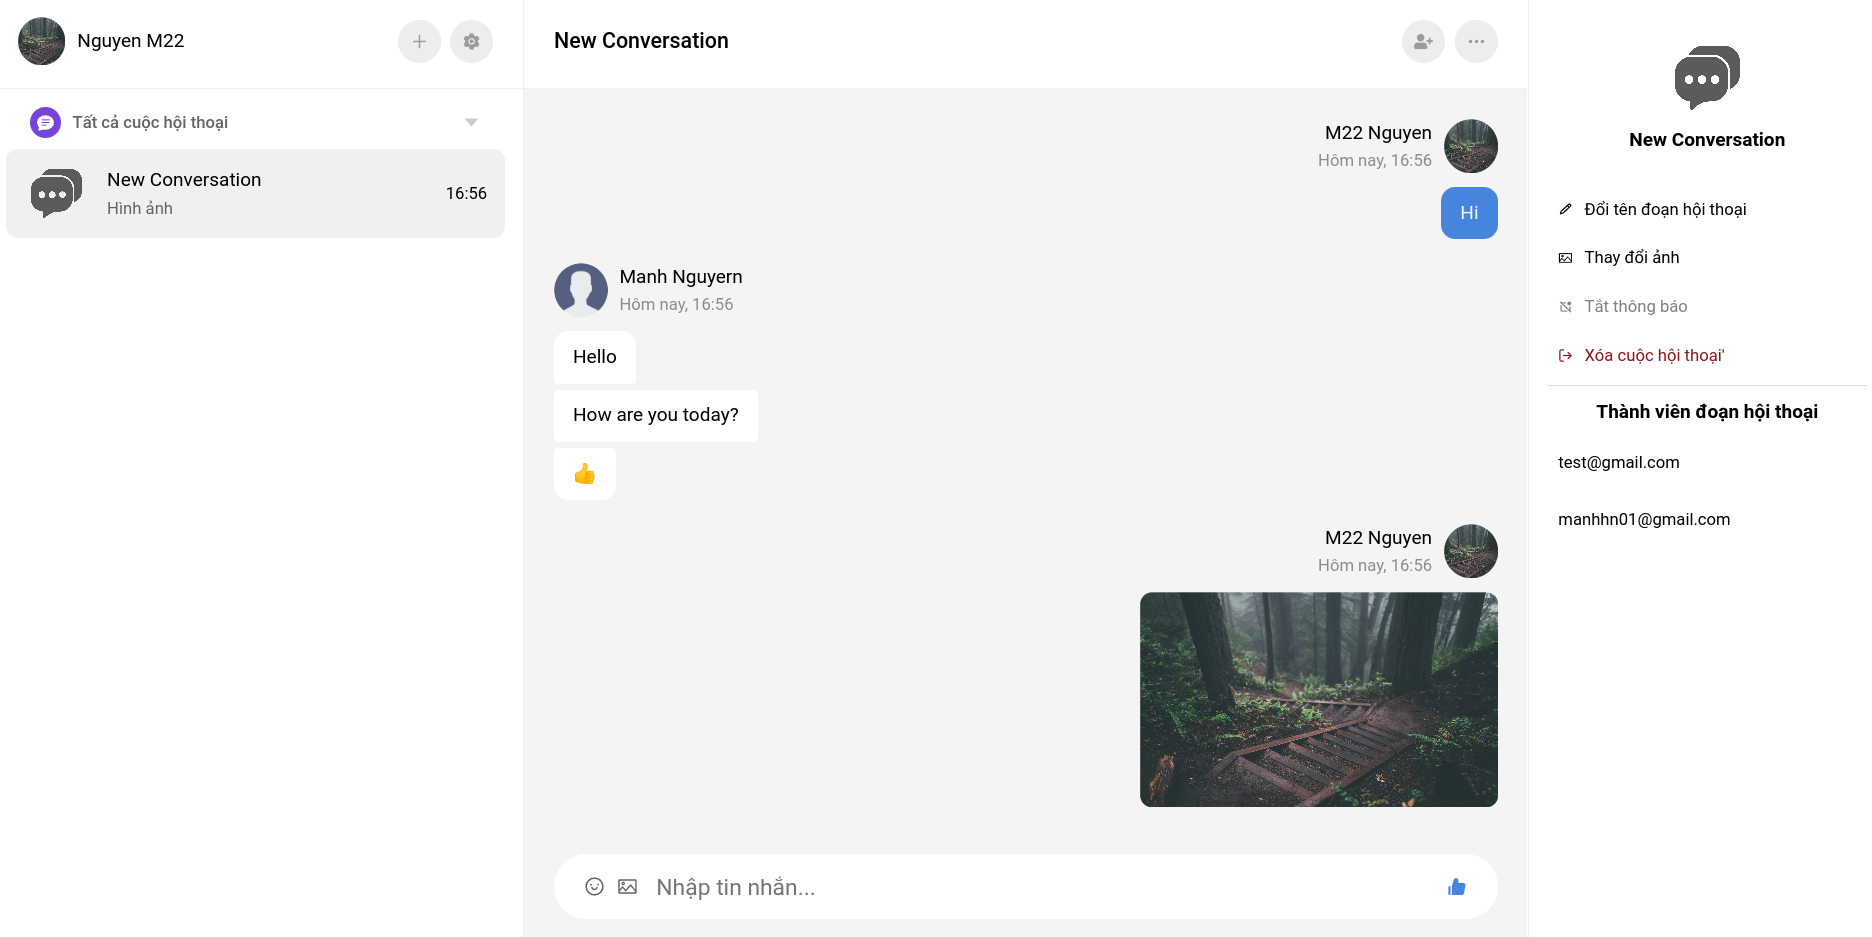 Nguyen M22
Tất cả cuộc hội thoại
New Conversation
Hình ảnh
16:56
New Conversation
M22 Nguyen
Hôm nay, 16:56
Hi
Manh Nguyern
Hôm nay, 16:56
Hello
How are you today?
👍
M22 Nguyen
Hôm nay, 16:56
Nhập tin nhắn...
New Conversation
Đổi tên đoạn hội thoại
Thay đổi ảnh
Tắt thông báo
Xóa cuộc hội thoại'
Thành viên đoạn hội thoại
test@gmail.com
manhhn01@gmail.com